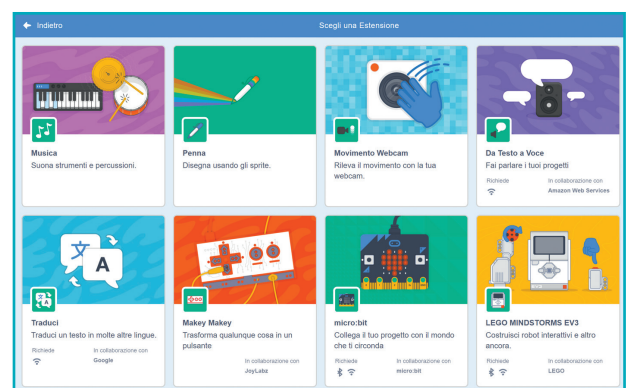 Indietro
Scegli una Estensione
Musica
Suona strumenti e percussioni.
Penna
Disegna usando gli sprite.
Movimento Webcam
Rileva il movimento con la tua
webcam.
Da Testo a Voce
Fai parlare i tuoi progetti
Richiede
In collaborazione con
Amazon Web Services
文
A
文
A
Traduci
Traduci un testo in molte altre lingue.
Richiede
In collaborazione con
Google
Makey Makey
Trasforma qualunque cosa in un
pulsante
In collaborazione con
JoyLabz
micro:bit
Collega il tuo progetto con il mondo
che ti circonda
Richiede
In collaborazione con
micro:bit
LEGO MINDSTORMS EV3
Costruisci robot interattivi e altro
ancora.
Richiede
In collaborazione con
LEGO